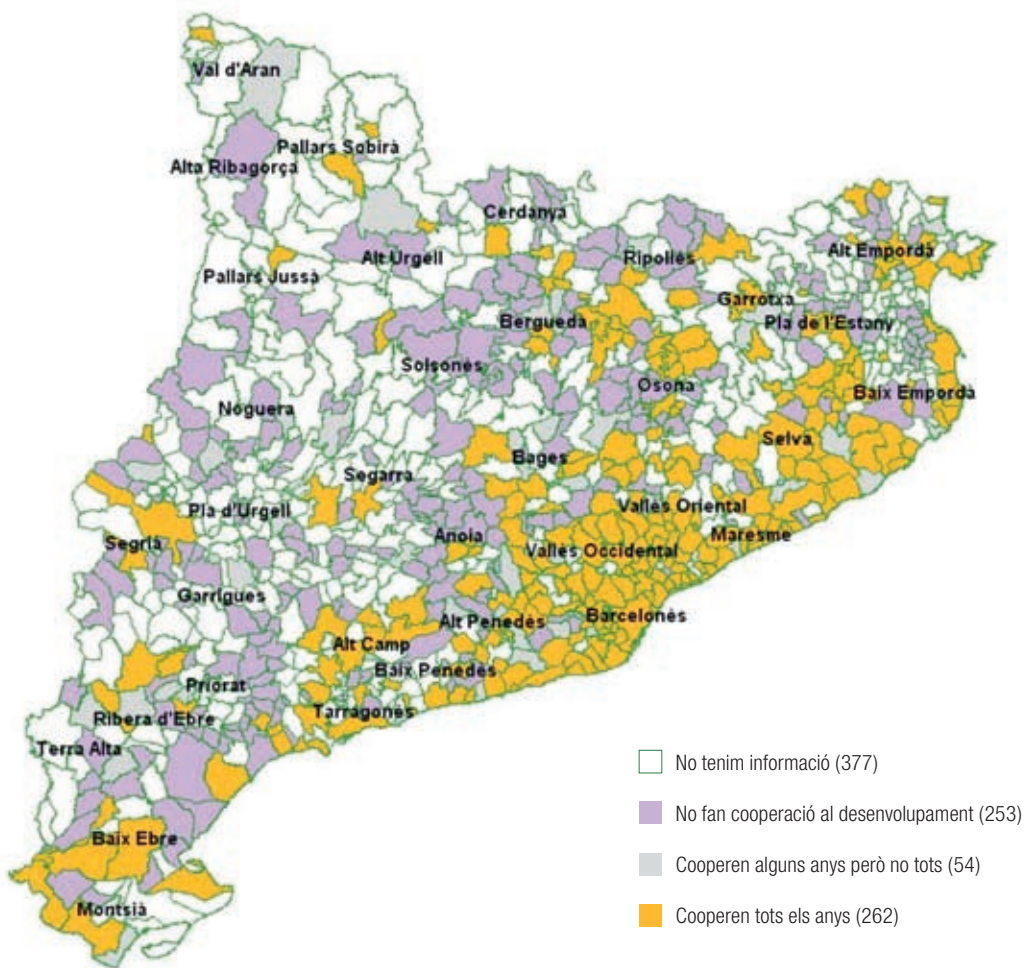 Val d'Aran
Pallars Sobirà
Alta Ribagorça
Cerdanya
Alt Urgell
Ripollès
Alt Empordà
Pallars Jussà
Garrotxa
Bergueda
Pla de l'Estany
Solsonès
Osona
Baix Empordà
Noguera
Selva
Bages
Segarra
Pla d'Urgell
Vallès Oriental
Anoia
Maresme
Segrià
Vallès Occidental
Garrigues
Alt Penedès
Barcelonès
Alt Camp
Baix Penedès
Priorat
Tarragonès
Ribera d'Ebre
Terra Alta
Baix Ebre
Montsià
No tenim informació (377)
No fan cooperació al desenvolupament (253)
Cooperen alguns anys però no tots (54)
Cooperen tots els anys (262)